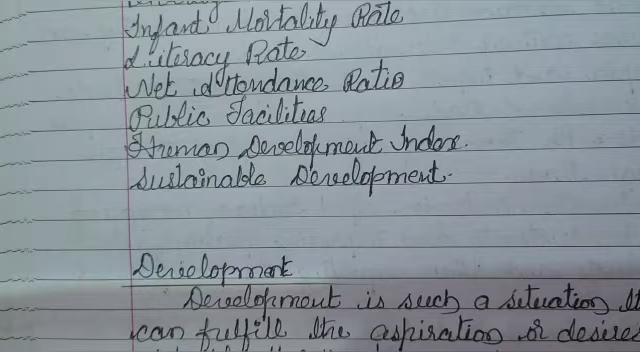 Infant Mortality Rate
Literacy Rate
Net Attendance Ratio
Public Facilities
Human Development Index.
Sustainable Development.
Development
Development is such a situation
can fulfill the aspiration or desires